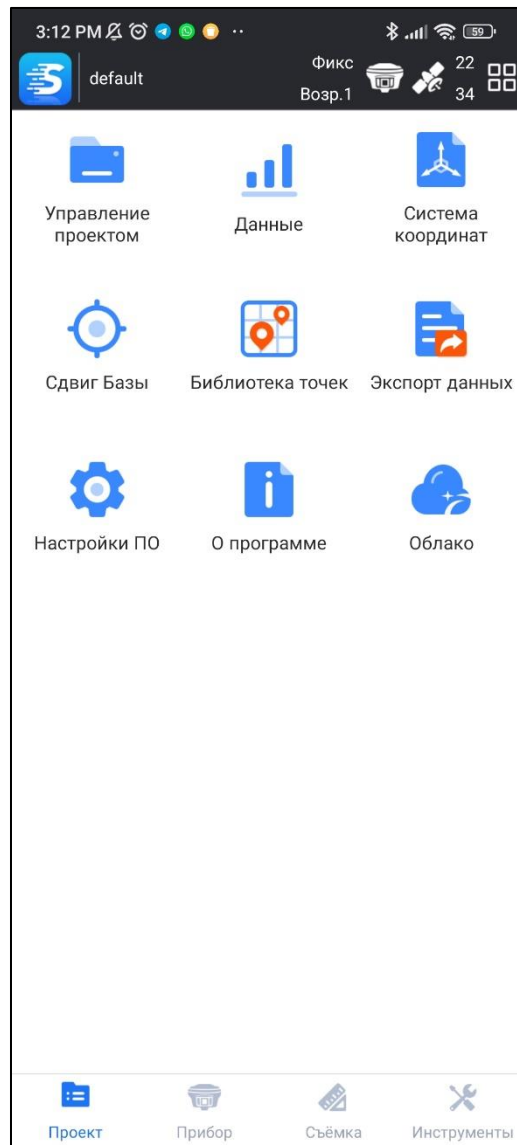 3:12 PM
59
S
default
Фикс
Возр.1
22
34
Управление
проектом
Данные
Система
координат
Сдвиг Базы
Библиотека точек
Экспорт данных
Настройки ПО
О программе
Облако
Проект
Прибор
Съёмка
Инструменты